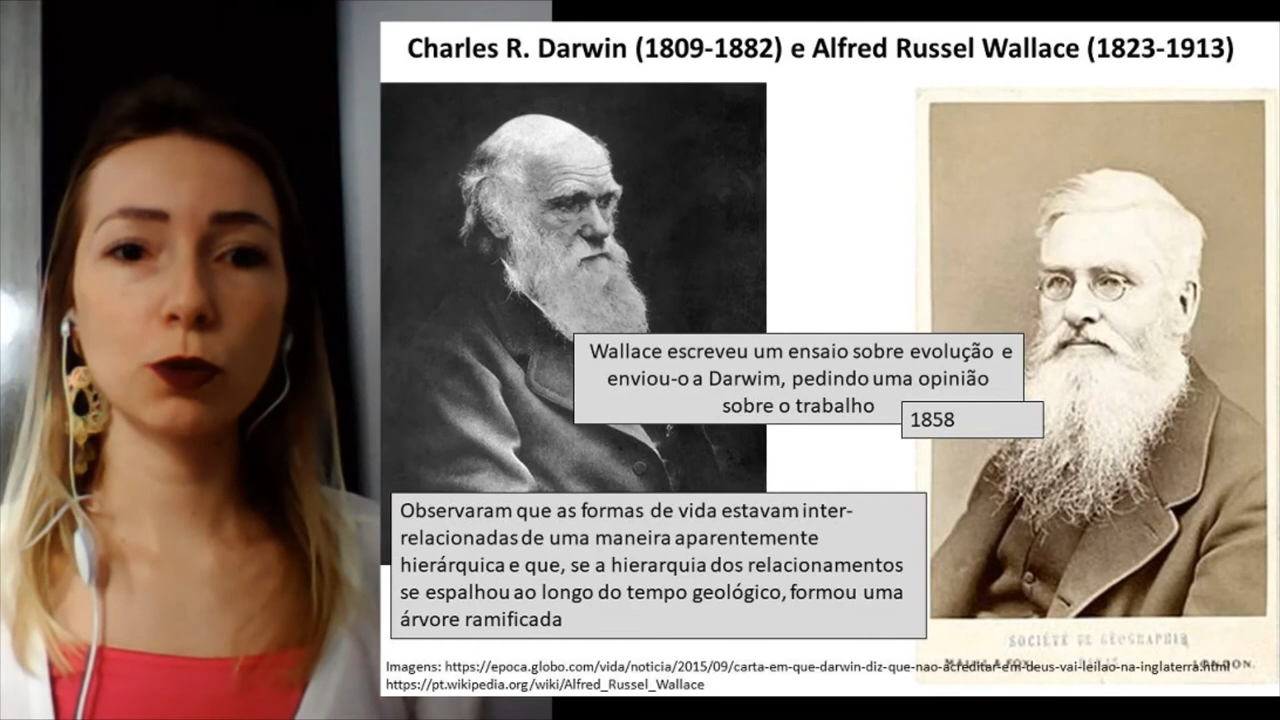 Charles R. Darwin (1809-1882) e Alfred Russel Wallace (1823-1913)
Wallace escreveu um ensaio sobre evolução e
enviou-o a Darwim, pedindo uma opinião
sobre o trabalho
1858
Observaram que as formas de vida estavam inter-
relacionadas de uma maneira aparentemente
hierárquica e que, se a hierarquia dos relacionamentos
se espalhou ao longo do tempo geológico, formou uma
árvore ramificada
SOCIÉTÉ DE GÉOGRAPHIE
Imagens: https://epoca.globo.com/vida/noticia/2015/09/carta-em-que-darwin-diz-que-nao-acreditar-em-deus-vai-leilao-na-inglaterra.html
LONDON.
https://pt.wikipedia.org/wiki/Alfred_Russel_Wallace